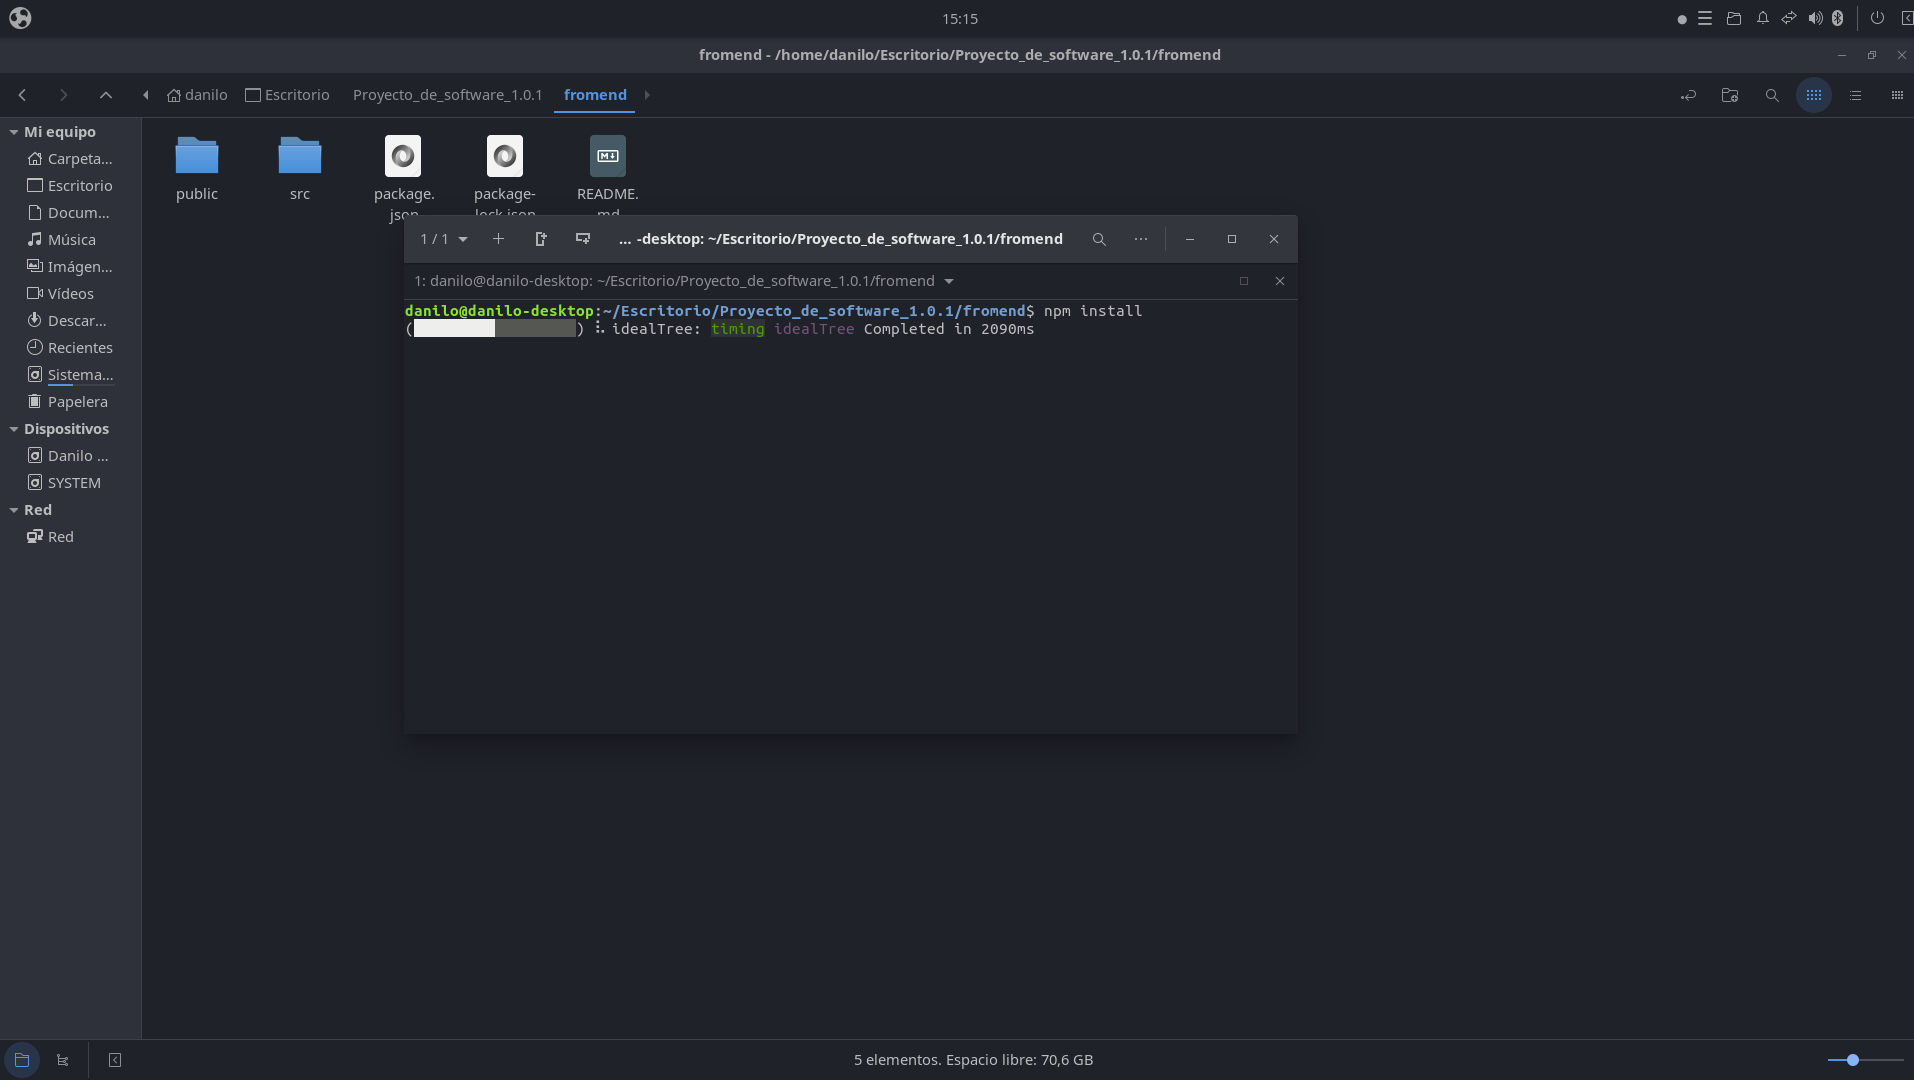 15:15
fromend - /home/danilo/Escritorio/Proyecto_de_software_1.0.1/fromend
danilo Escritorio Proyecto_de_software_1.0.1 fromend
Mi equipo
Carpeta...
Escritorio
Docum...
Música
Imágen...
Vídeos
Descar...
Recientes
Sistema...
Papelera
Dispositivos
Danilo ...
SYSTEM
Red
Red
public
src
package.
json
package-
lock.json
README.
md
1 / 1
... -desktop: ~/Escritorio/Proyecto_de_software_1.0.1/fromend
1: danilo@danilo-desktop: ~/Escritorio/Proyecto_de_software_1.0.1/fromend
danilo@danilo-desktop:~/Escritorio/Proyecto_de_software_1.0.1/fromend$ npm install
( ) ⠧ idealTree: timing idealTree Completed in 2090ms
5 elementos. Espacio libre: 70,6 GB